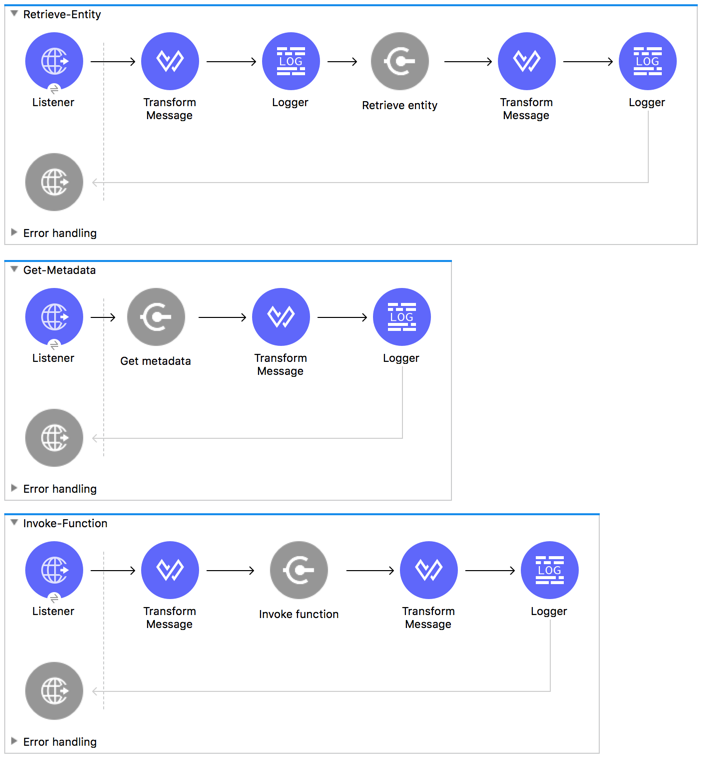 Retrieve-Entity
LOG
LOG
Listener
Transform
Message
Logger
Retrieve entity
Transform
Message
Logger
Error handling
Get-Metadata
LOG
Listener
Get metadata
Transform
Message
Logger
Error handling
Invoke-Function
LOG
Listener
Transform
Message
Invoke function
Transform
Message
Logger
Error handling